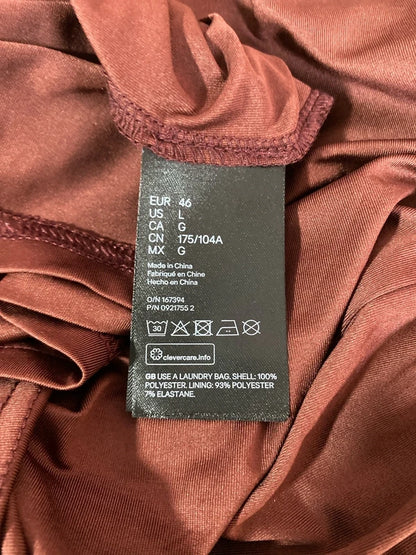 EUR 46
US L
CA G
CN 175/104A
MX G
Made in China
Fabriqué en Chine
Hecho en China
O/N 167394
P/N 0921755 2
30
clevercare.info
GB USE A LAUNDRY BAG. SHELL: 100%
POLYESTER. LINING: 93% POLYESTER
7% ELASTANE.